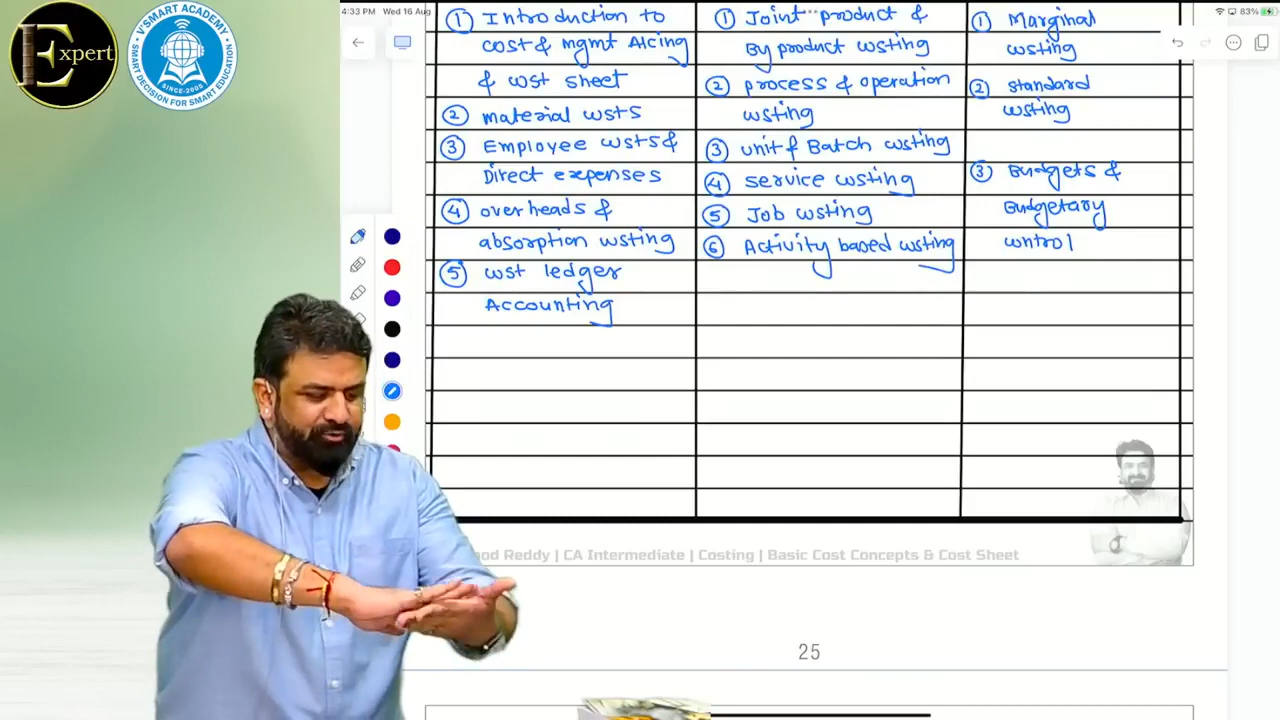 Expert
V'SMART ACADEMY
SINCE-2005
SMART DECISION FOR SMART EDUCATION
4:33 PM Wed 16 Aug
83%
① Introduction to
cost & mgmt A/cing
& cost sheet
② material costs
③ Employee costs &
Direct expenses
④ overheads &
absorption costing
⑤ cost ledger
Accounting
① Joint product &
By product costing
② process & operation
costing
③ unit & Batch costing
④ service costing
⑤ Job costing
⑥ Activity based costing
① Marginal
costing
② standard
costing
③ Budgets &
Budgetary
control
ood Reddy | CA Intermediate | Costing | Basic Cost Concepts & Cost Sheet
25